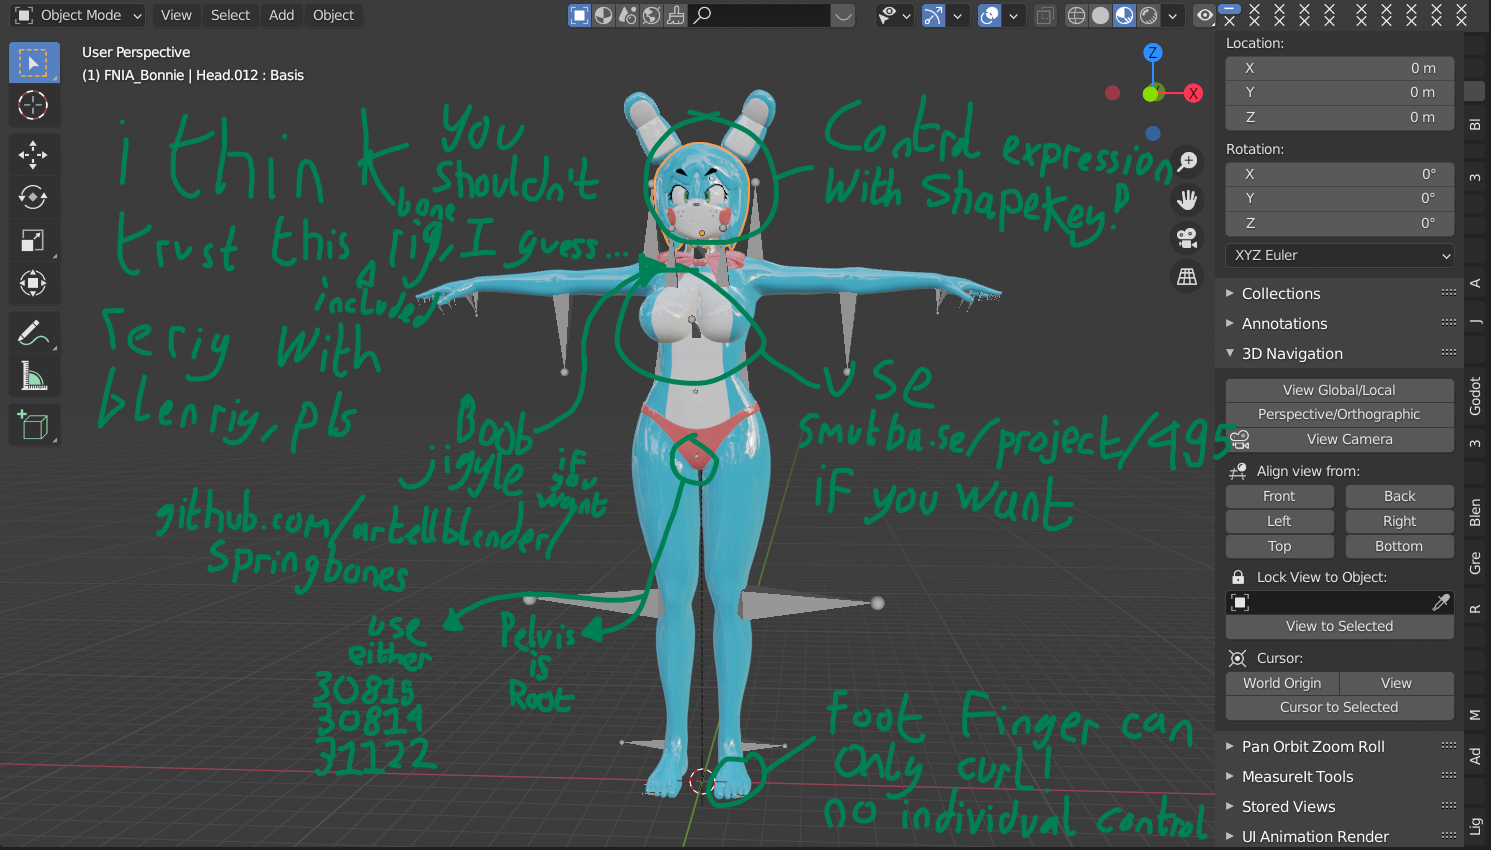 Object Mode View Select Add Object
User Perspective
(1) FNIA_Bonnie | Head.012 : Basis
Z
X
i think you shouldn't
trust this bone rig, I guess...
included
rerig with
blenrig, pls
Control expression
With Shapekey!
Boob
jiggle if you want
github.com/artellblender/
springbones
use
smutba.se/project/495
if you want
use
either
30819
30814
31122
Pelvis
is
Root
Foot Finger can
only curl!
no individual control
Location:
X 0 m
Y 0 m
Z 0 m
Rotation:
X 0°
Y 0°
Z 0°
XYZ Euler
Collections
Annotations
3D Navigation
View Global/Local
Perspective/Orthographic
View Camera
Align view from:
Front Back
Left Right
Top Bottom
Lock View to Object:
View to Selected
Cursor:
World Origin View
Cursor to Selected
Pan Orbit Zoom Roll
MeasureIt Tools
Stored Views
UI Animation Render
Bl
3
A
J
Godot
3
Blen
Gre
R
M
Ad
Lig